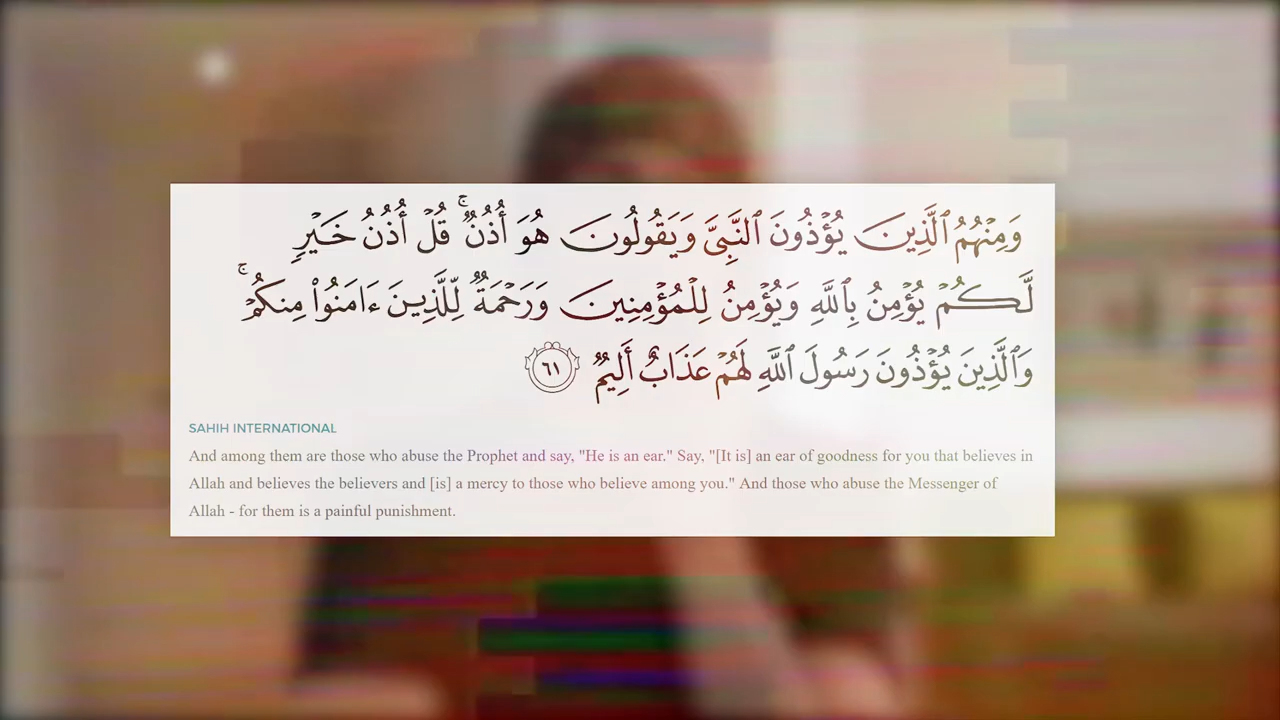 وَمِنْهُمُ ٱلَّذِينَ يُؤْذُونَ ٱلنَّبِىَّ وَيَقُولُونَ هُوَ أُذُنٌ ۚ قُلْ أُذُنُ خَيْرٍ
لَّكُمْ يُؤْمِنُ بِٱللَّهِ وَيُؤْمِنُ لِلْمُؤْمِنِينَ وَرَحْمَةٌ لِّلَّذِينَ ءَامَنُوا۟ مِنكُمْ ۚ
وَٱلَّذِينَ يُؤْذُونَ رَسُولَ ٱللَّهِ لَهُمْ عَذَابٌ أَلِيمٌ ٦١
SAHIH INTERNATIONAL
And among them are those who abuse the Prophet and say, "He is an ear." Say, "[It is] an ear of goodness for you that believes in
Allah and believes the believers and [is] a mercy to those who believe among you." And those who abuse the Messenger of
Allah - for them is a painful punishment.